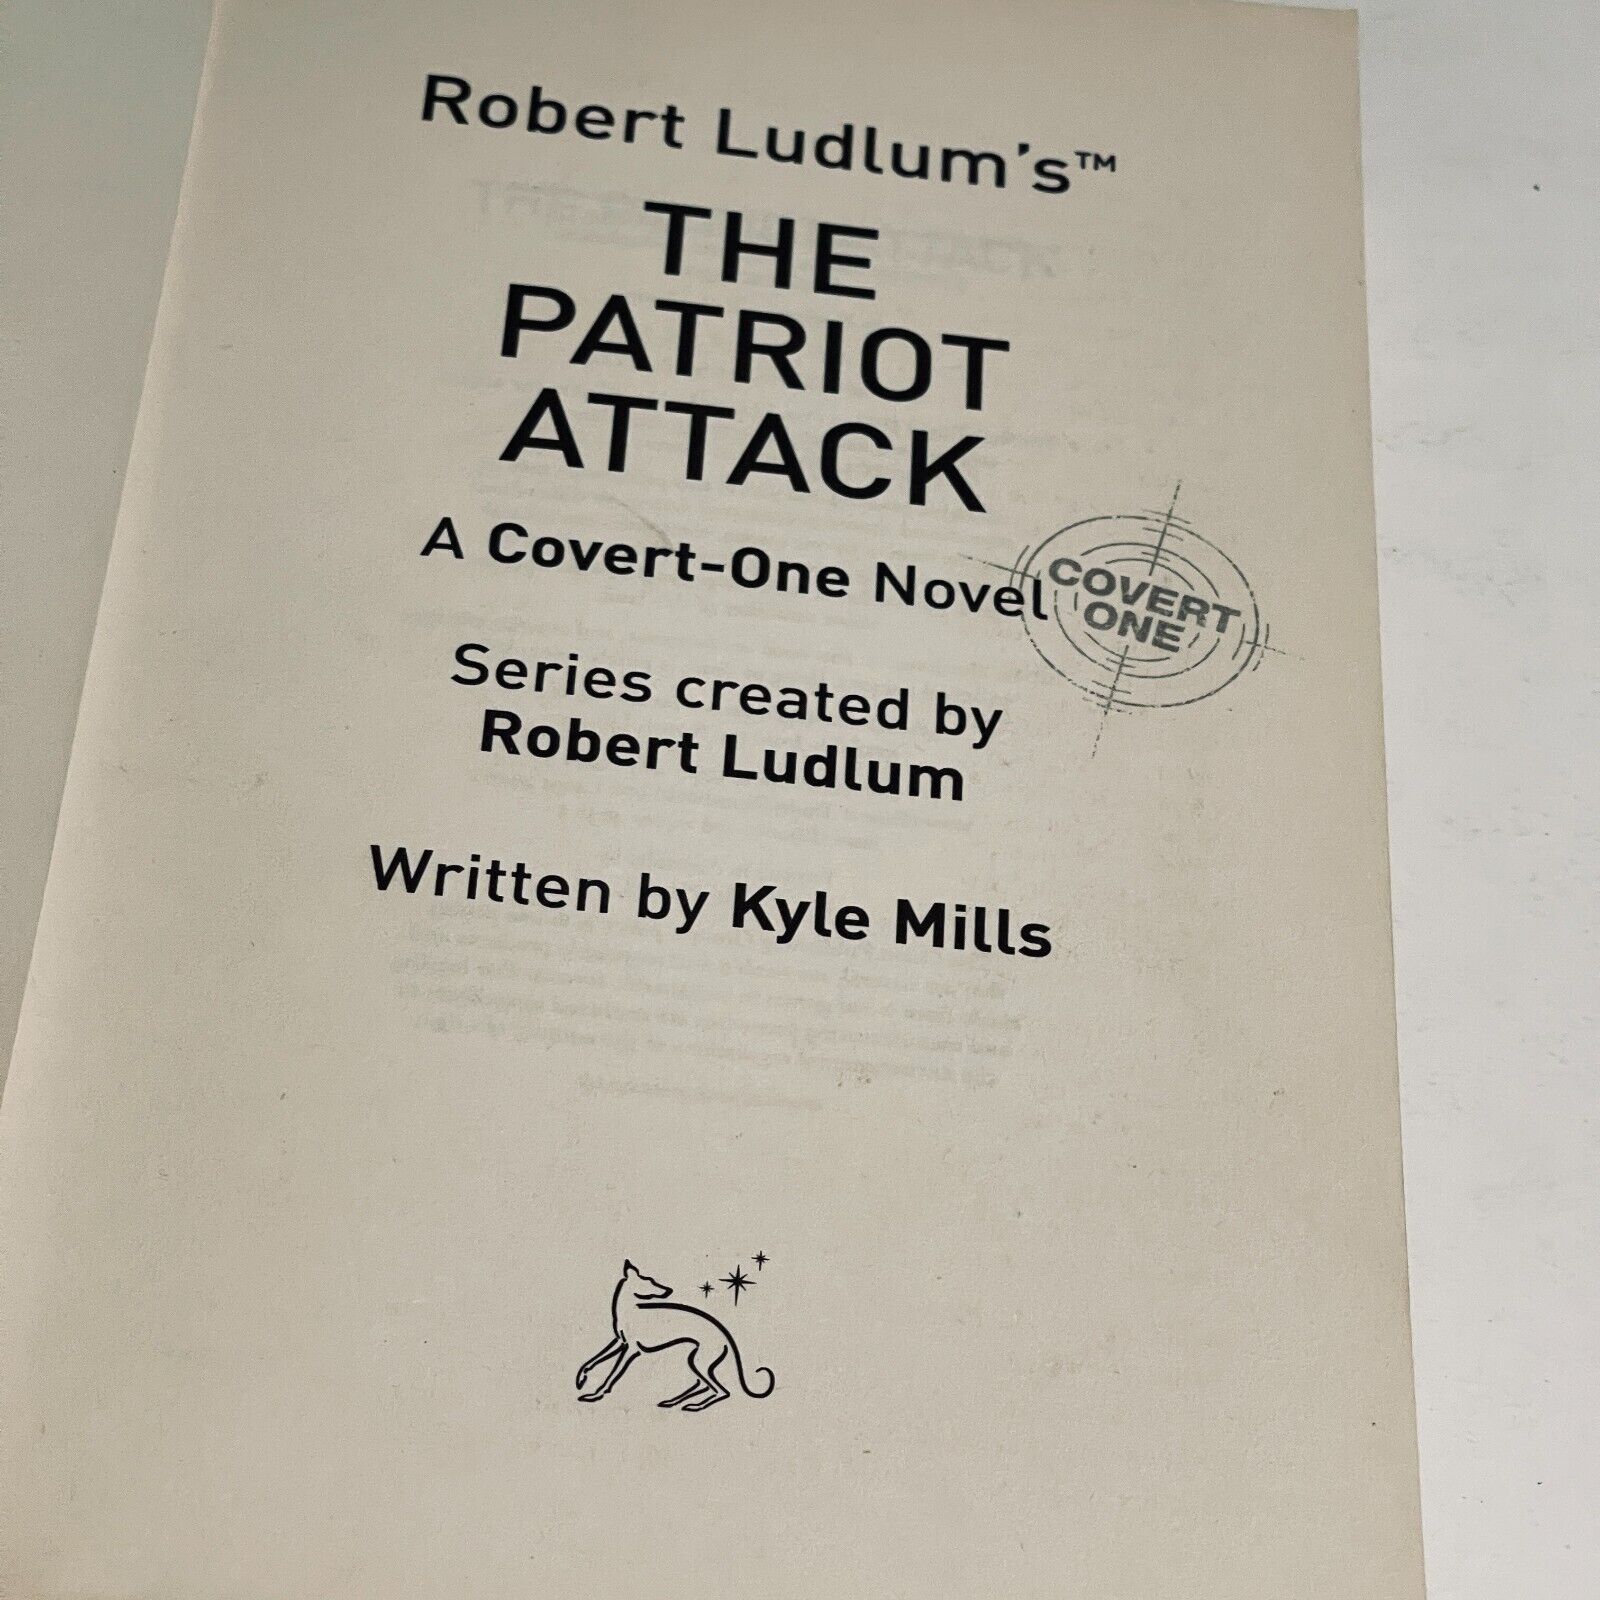 Robert Ludlum's™
THE
PATRIOT
ATTACK
A Covert-One Novel
COVERT
ONE
Series created by
Robert Ludlum
Written by Kyle Mills